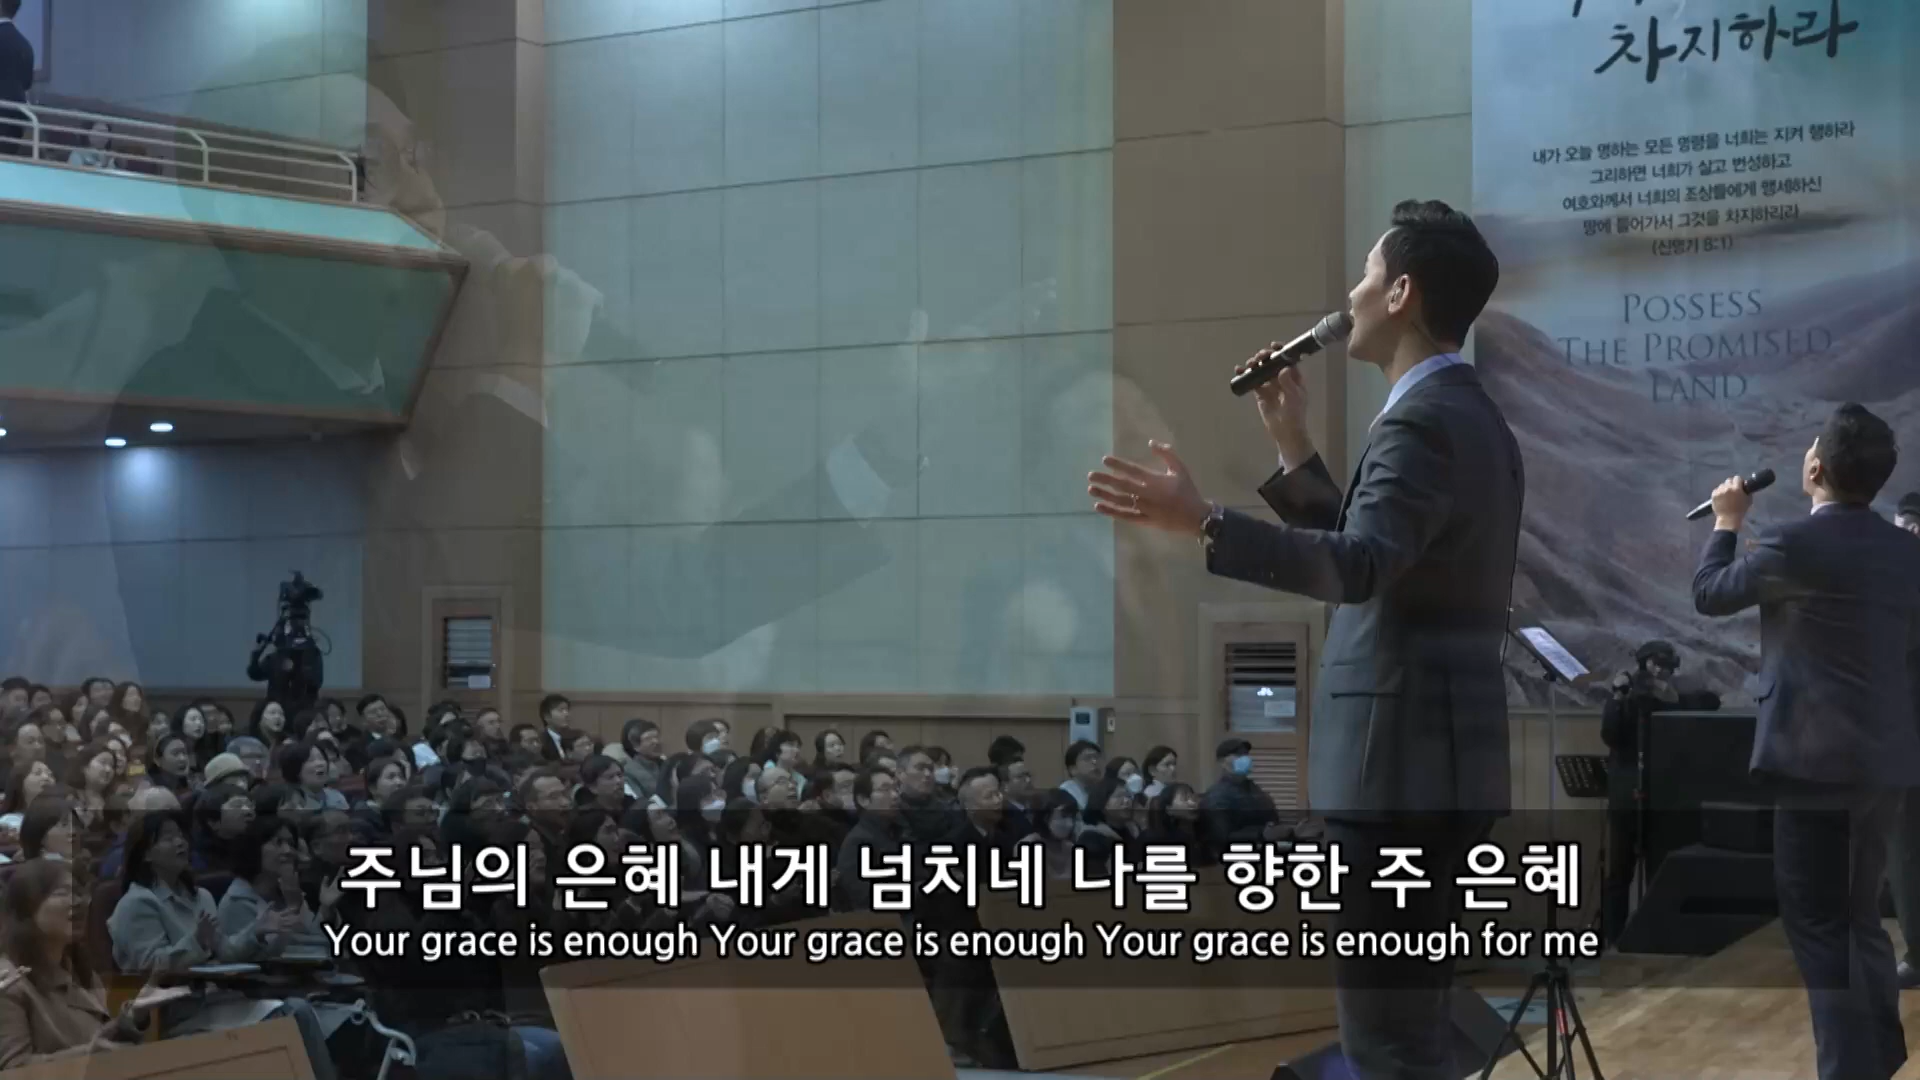 차지하라
내가 오늘 명하는 모든 명령을 너희는 지켜 행하라
그리하면 너희가 살고 번성하고
여호와께서 너희의 조상들에게 맹세하신
땅에 들어가서 그것을 차지하리라
(신명기 8:1)
POSSESS
THE PROMISED
LAND
주님의 은혜 내게 넘치네 나를 향한 주 은혜
Your grace is enough Your grace is enough Your grace is enough for me